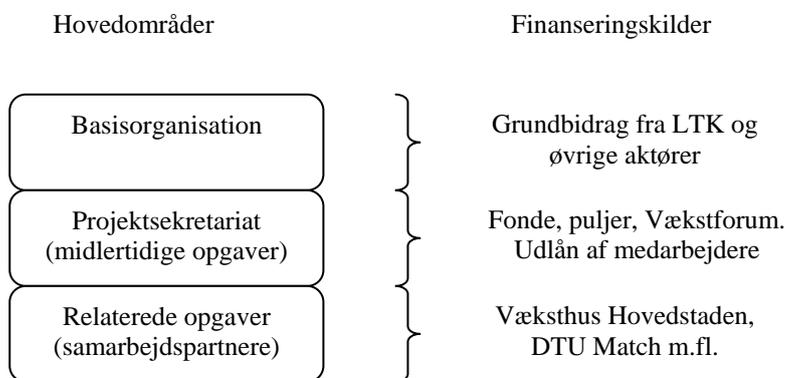 Hovedområder
Finanseringskilder
Basisorganisation
Grundbidrag fra LTK og
øvrige aktører
Projektsekretariat
(midlertidige opgaver)
Fonde, puljer, Vækstforum.
Udlån af medarbejdere
Relaterede opgaver
(samarbejdspartnere)
Væksthus Hovedstaden,
DTU Match m.fl.